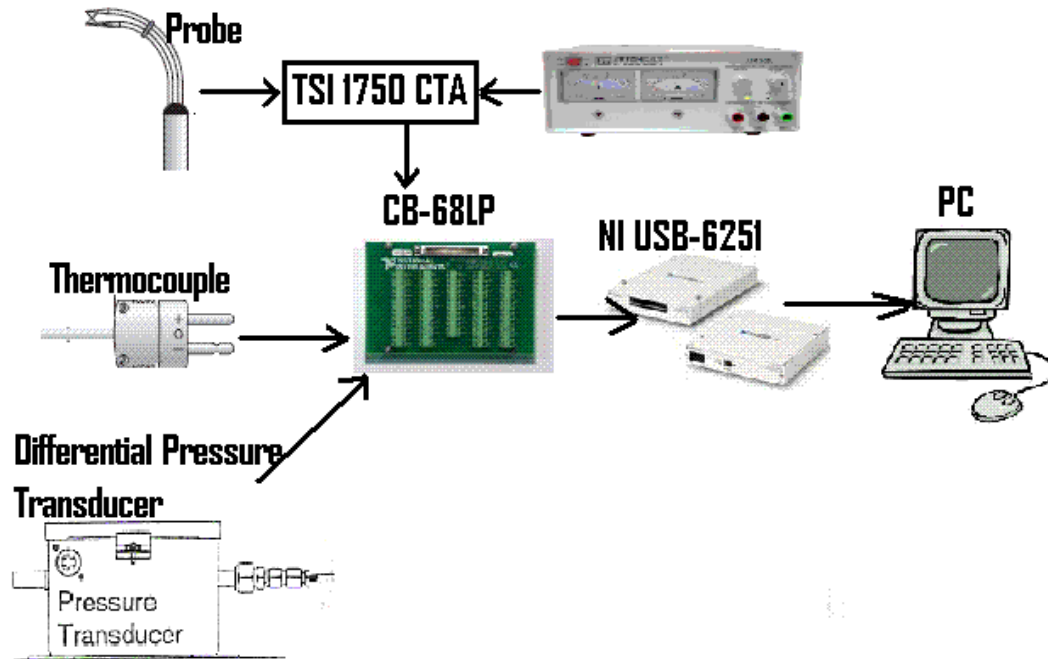 Probe
TSI 1750 CTA
CB-68LP
NI USB-6251
PC
Thermocouple
Differential Pressure
Transducer
Pressure
Transducer